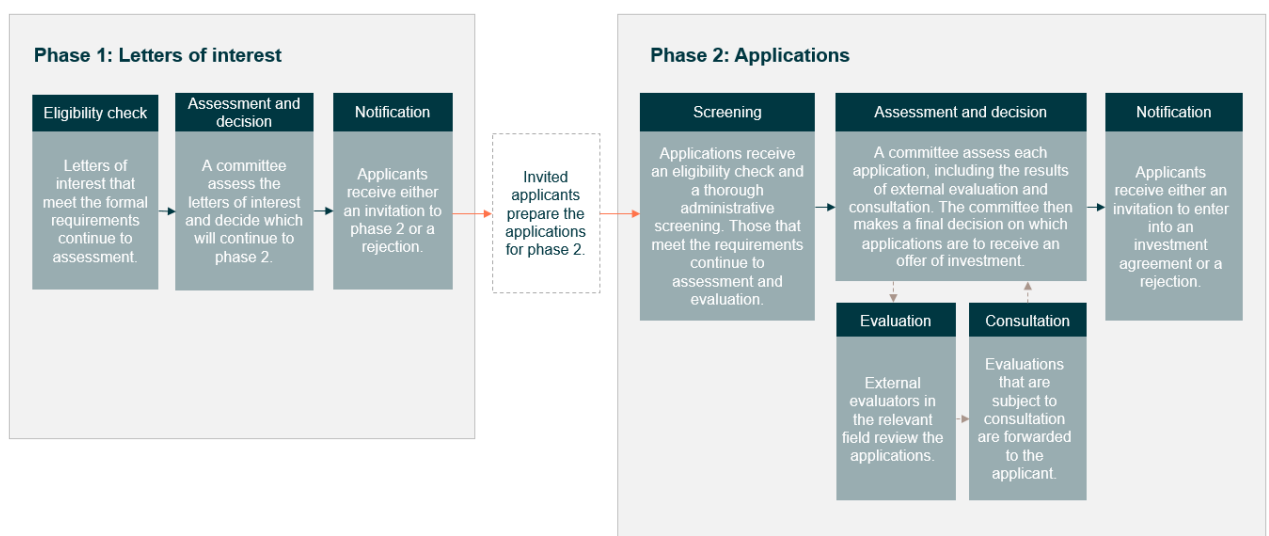 Phase 1: Letters of interest
Eligibility check
Letters of
interest that
meet the formal
requirements
continue to
assessment.
Assessment and
decision
A committee
assess the
letters of interest
and decide which
will continue to
phase 2.
Notification
Applicants
receive either
an invitation to
phase 2 or a
rejection.
Invited
applicants
prepare the
applications
for phase 2.
Phase 2: Applications
Screening
Applications receive
an eligibility check and
a thorough
administrative
screening. Those that
meet the requirements
continue to
assessment and
evaluation.
Assessment and decision
A committee assess each
application, including the results
of external evaluation and
consultation. The committee then
makes a final decision on which
applications are to receive an
offer of investment.
Evaluation
External
evaluators in
the relevant
field review the
applications.
Consultation
Evaluations
that are
subject to
consultation
are forwarded
to the
applicant.
Notification
Applicants
receive either an
invitation to enter
into an
investment
agreement or a
rejection.